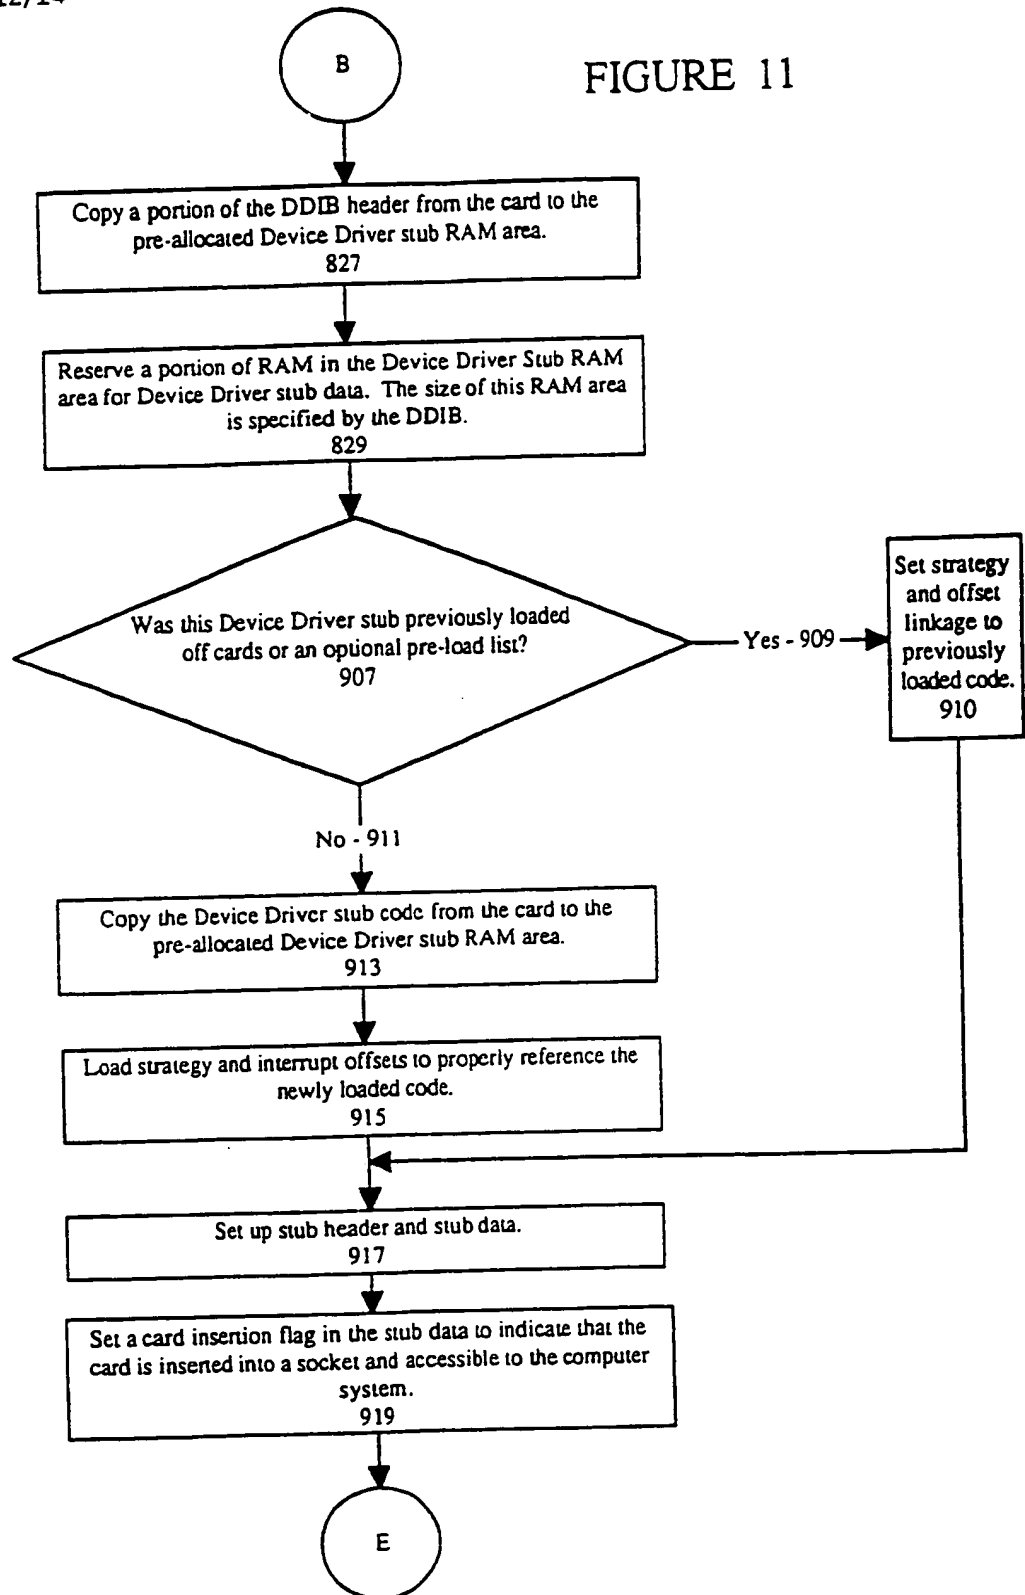 B
FIGURE 11
Copy a portion of the DDIB header from the card to the
pre-allocated Device Driver stub RAM area.
827
Reserve a portion of RAM in the Device Driver Stub RAM
area for Device Driver stub data. The size of this RAM area
is specified by the DDIB.
829
Was this Device Driver stub previously loaded
off cards or an optional pre-load list?
907
Yes - 909
Set strategy
and offset
linkage to
previously
loaded code.
910
No - 911
Copy the Device Driver stub code from the card to the
pre-allocated Device Driver stub RAM area.
913
Load strategy and interrupt offsets to properly reference the
newly loaded code.
915
Set up stub header and stub data.
917
Set a card insertion flag in the stub data to indicate that the
card is inserted into a socket and accessible to the computer
system.
919
E